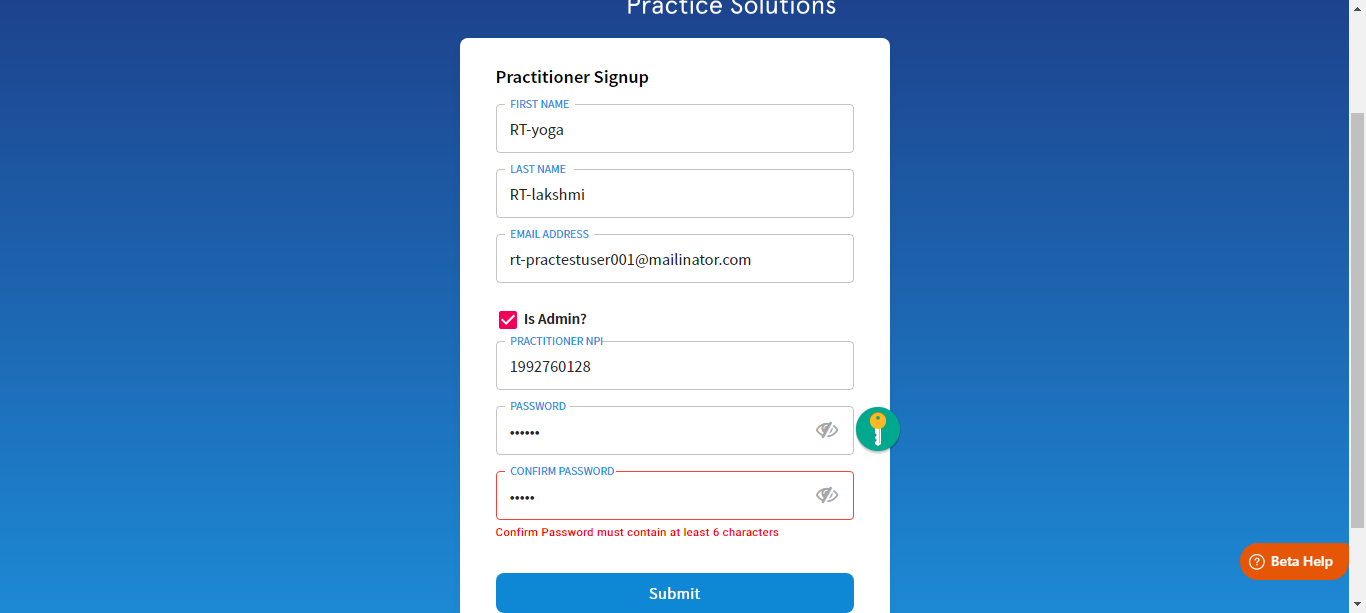 Practice Solutions
Practitioner Signup
FIRST NAME
RT-yoga
LAST NAME
RT-lakshmi
EMAIL ADDRESS
rt-practestuser001@mailinator.com
Is Admin?
PRACTITIONER NPI
1992760128
PASSWORD
••••••
CONFIRM PASSWORD
•••••
Confirm Password must contain at least 6 characters
? Beta Help
Submit